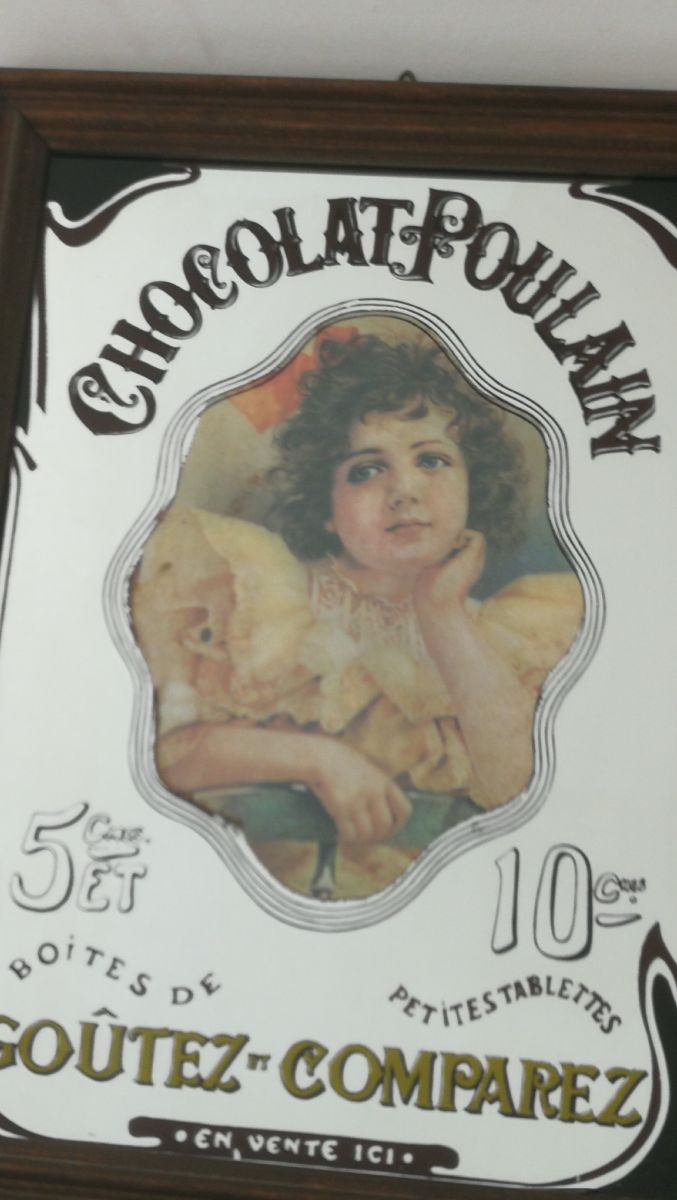 CHOCOLAT POULAIN
5 Cmes. ET
10 Cmes
BOITES DE
PETITES TABLETTES
GOÛTEZ ET COMPAREZ
• EN VENTE ICI •